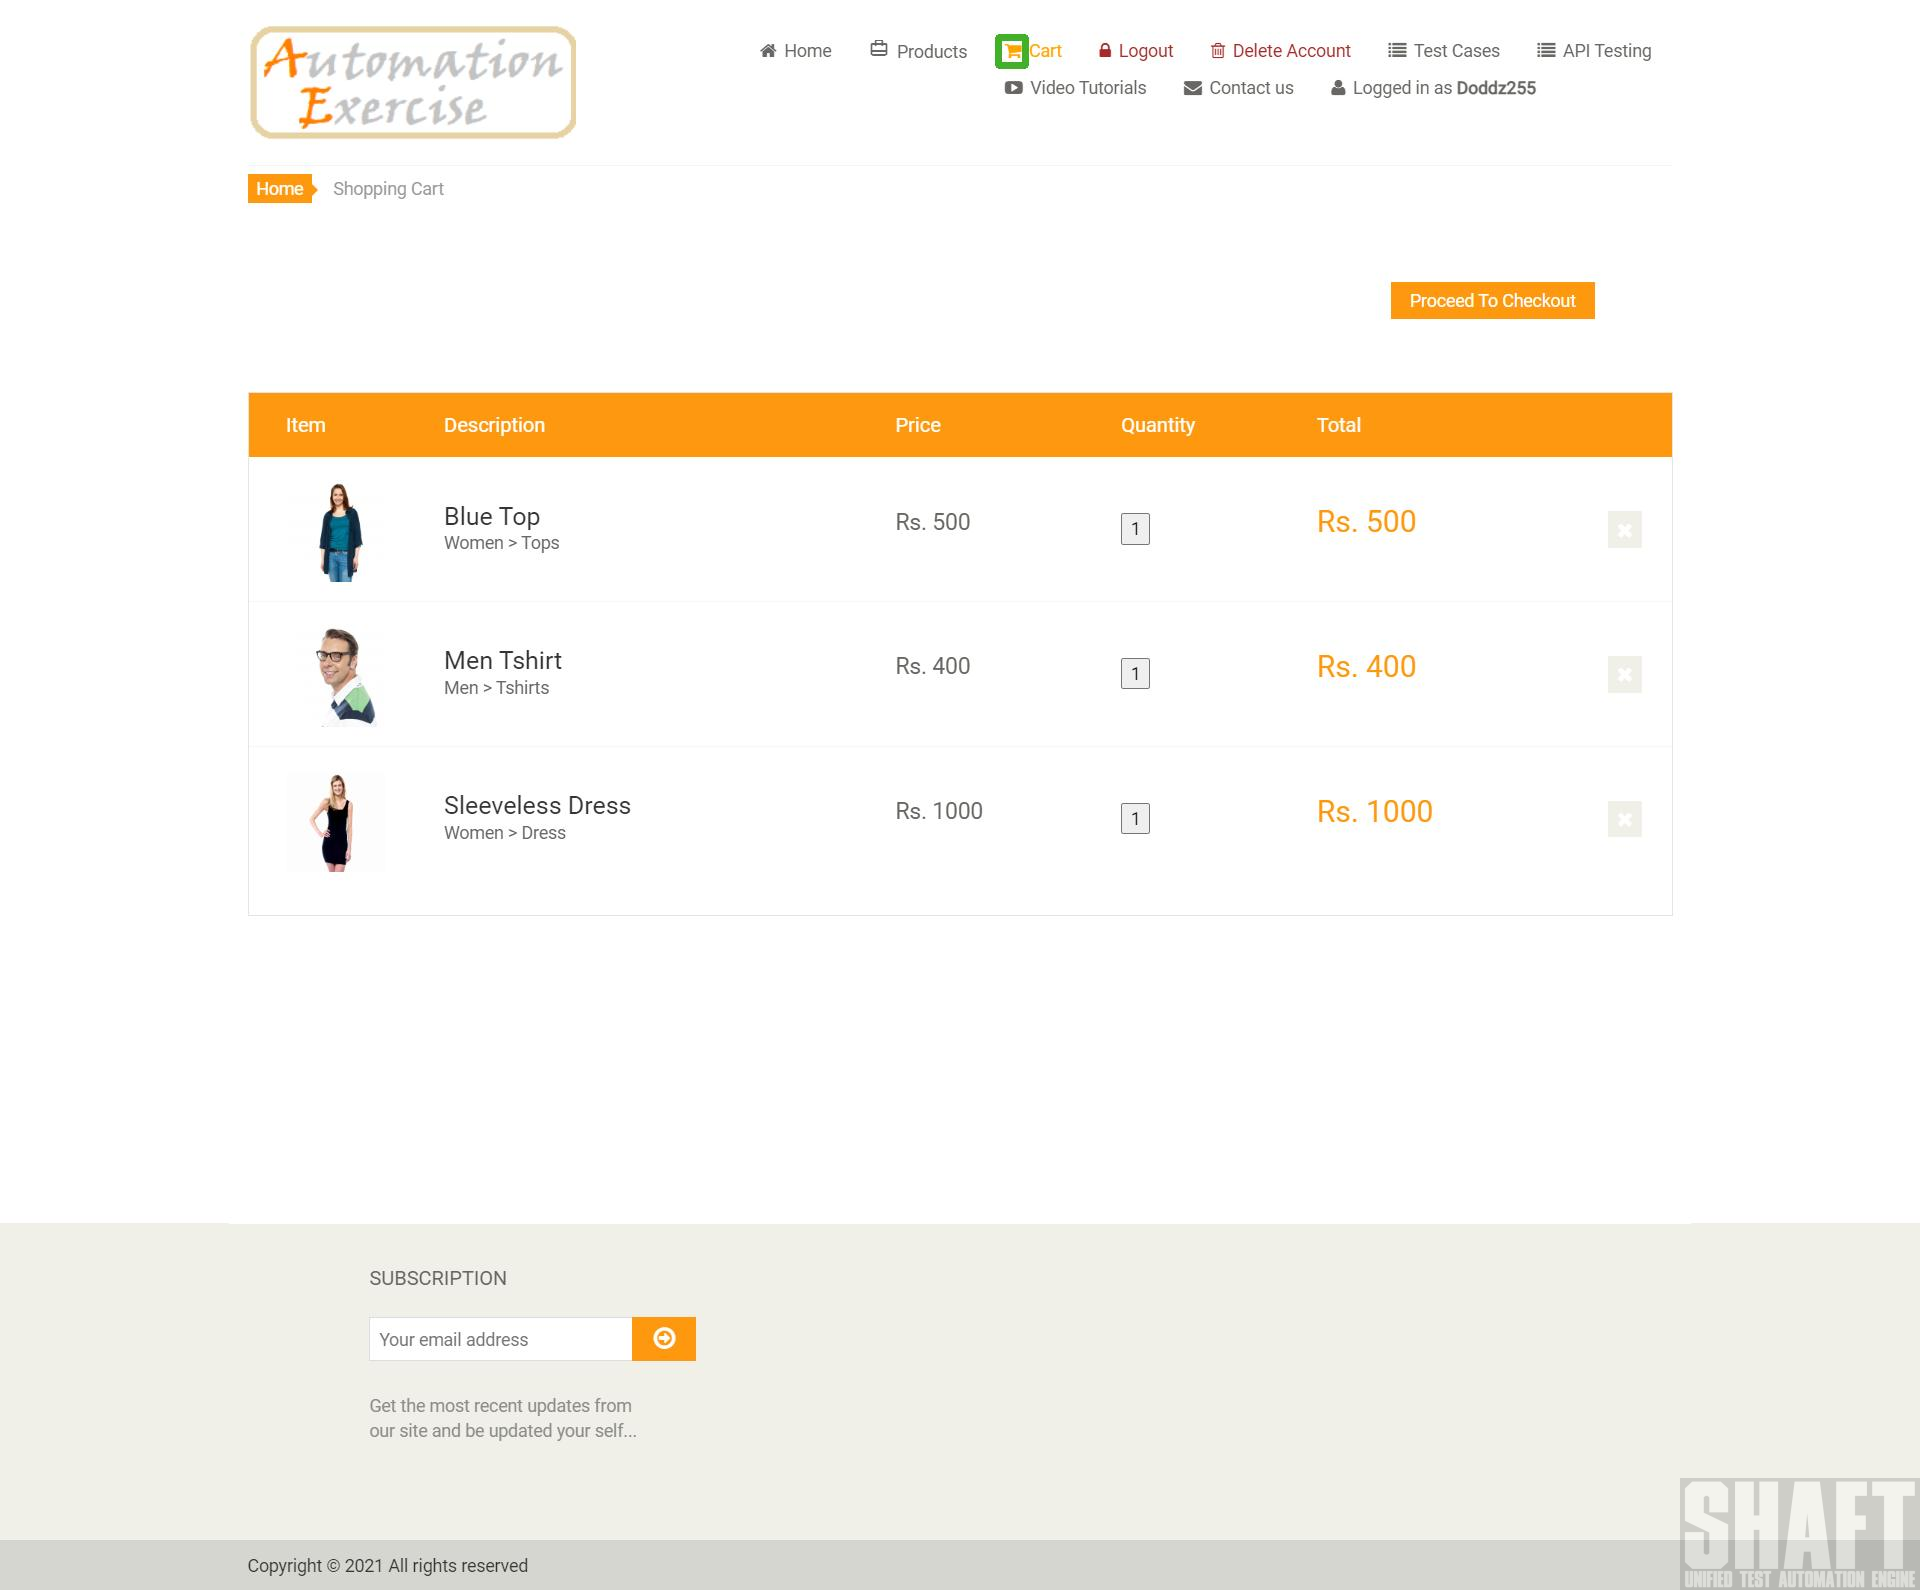 Automation
Exercise
Home Products Cart Logout Delete Account Test Cases API Testing
Video Tutorials Contact us Logged in as Doddz255
Home Shopping Cart
Proceed To Checkout
Item Description Price Quantity Total
Blue Top Rs. 500 1 Rs. 500
Women > Tops
Men Tshirt Rs. 400 1 Rs. 400
Men > Tshirts
Sleeveless Dress Rs. 1000 1 Rs. 1000
Women > Dress
SUBSCRIPTION
Your email address
Get the most recent updates from
our site and be updated your self...
Copyright © 2021 All rights reserved
SHAFT
UNIFIED TEST AUTOMATION ENGINE